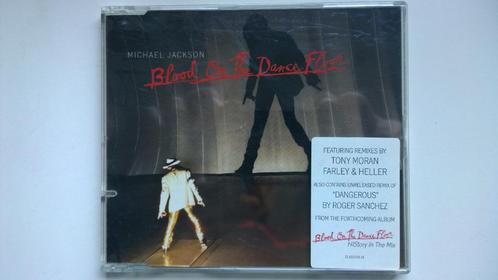 MICHAEL JACKSON
Blood On The Dance Floor
FEATURING REMIXES BY:
TONY MORAN
FARLEY & HELLER
ALSO CONTAINS UNRELEASED REMIX OF
"DANGEROUS"
BY ROGER SANCHEZ
FROM THE FORTHCOMING ALBUM
Blood On The Dance Floor
HIStory In The Mix